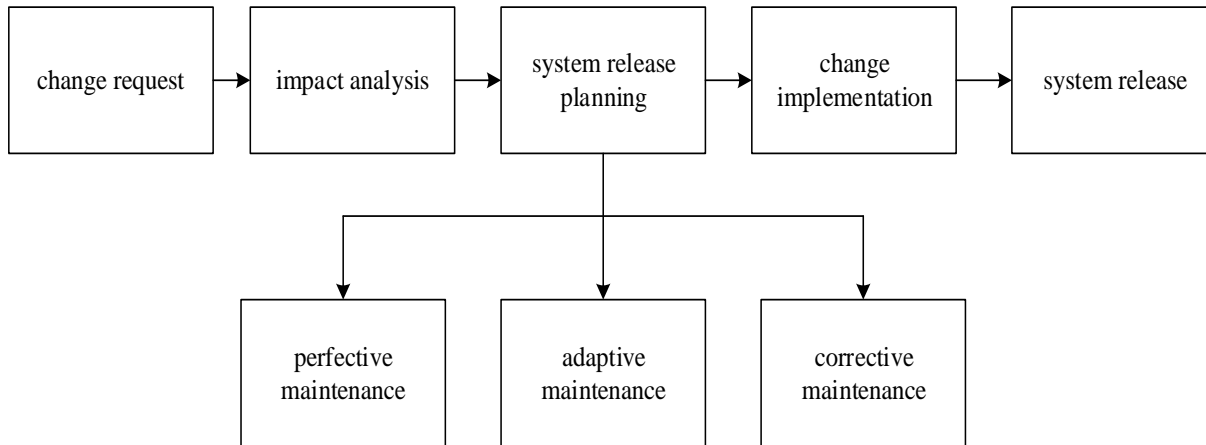 change request
impact analysis
system release
planning
change
implementation
system release
perfective
maintenance
adaptive
maintenance
corrective
maintenance